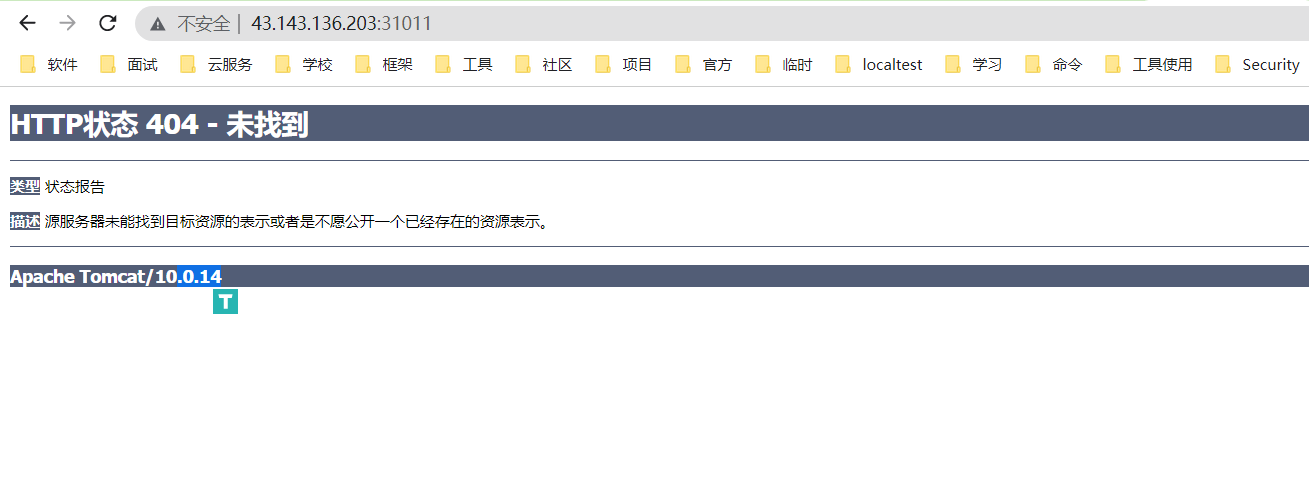 不安全 | 43.143.136.203:31011
软件 面试 云服务 学校 框架 工具 社区 项目 官方 临时 localtest 学习 命令 工具使用 Security
HTTP状态 404 - 未找到
类型 状态报告
描述 源服务器未能找到目标资源的表示或者是不愿公开一个已经存在的资源表示。
Apache Tomcat/10.0.14
T